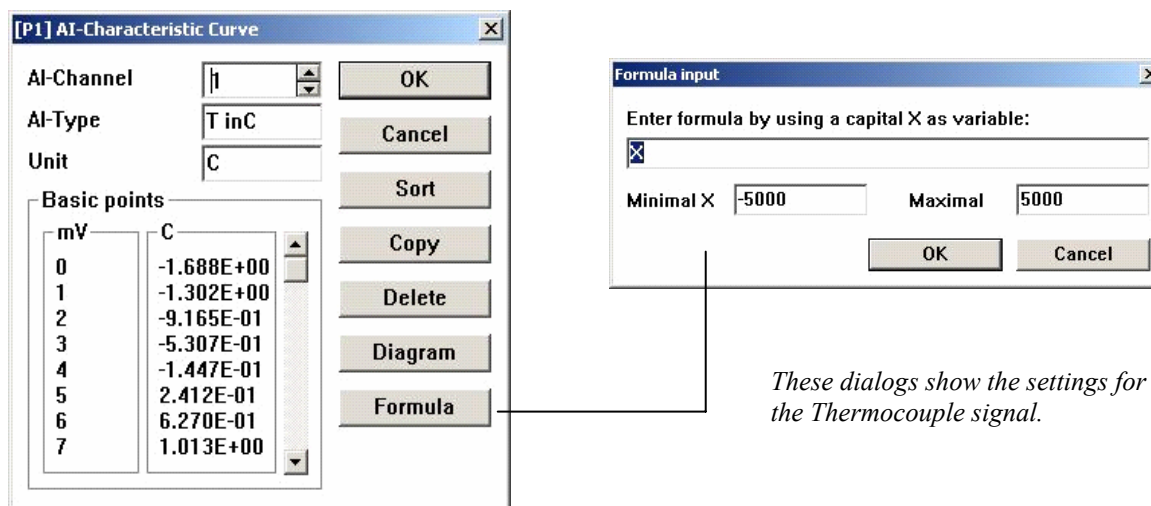 [P1] AI-Characteristic Curve
AI-Channel 1
AI-Type T inC
Unit C
Basic points
mV C
0 -1.688E+00
1 -1.302E+00
2 -9.165E-01
3 -5.307E-01
4 -1.447E-01
5 2.412E-01
6 6.270E-01
7 1.013E+00
OK
Cancel
Sort
Copy
Delete
Diagram
Formula
Formula input
Enter formula by using a capital X as variable:
X
Minimal X -5000 Maximal 5000
OK Cancel
These dialogs show the settings for
the Thermocouple signal.